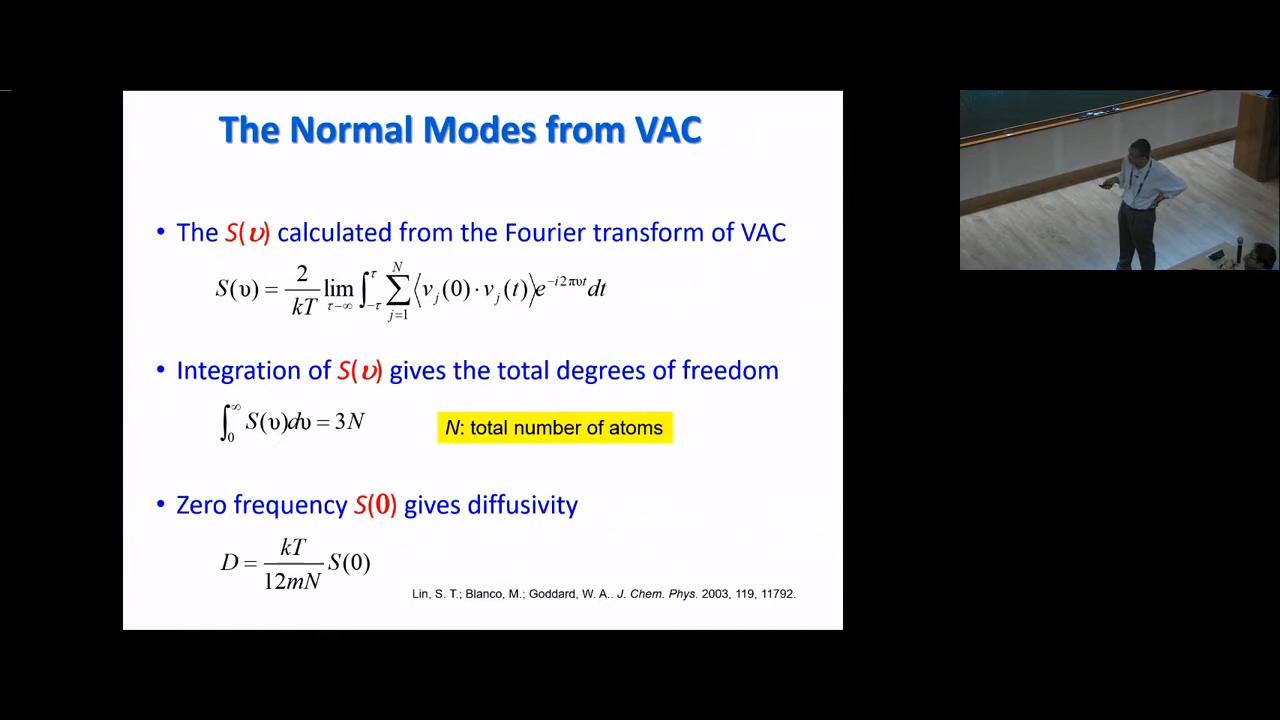 The Normal Modes from VAC
• The S(υ) calculated from the Fourier transform of VAC
S(υ) = 2/kT lim τ→∞ ∫_{-τ}^{τ} ∑_{j=1}^{N} ⟨v_j(0) · v_j(t)⟩ e^{-i2πυt} dt
• Integration of S(υ) gives the total degrees of freedom
∫_0^∞ S(υ)dυ = 3N
N: total number of atoms
• Zero frequency S(0) gives diffusivity
D = kT/12mN S(0)
Lin, S. T.; Blanco, M.; Goddard, W. A.. J. Chem. Phys. 2003, 119, 11792.